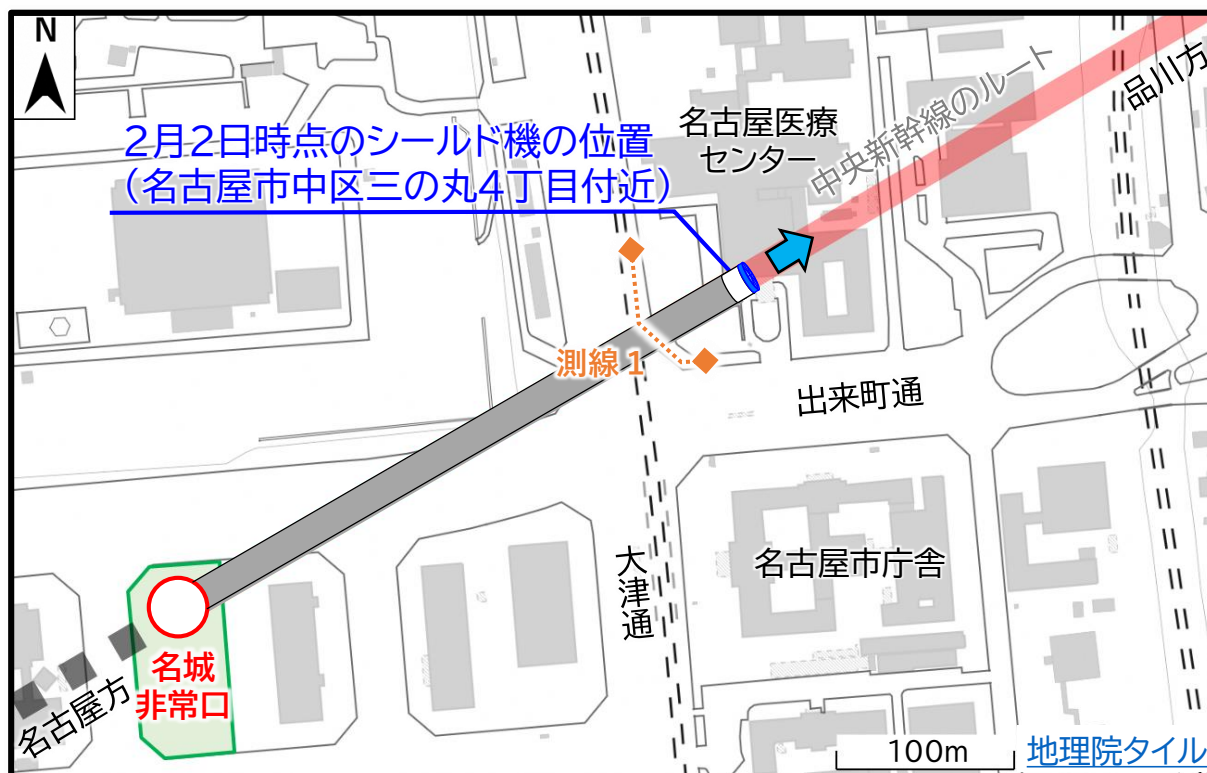 N
2月2日時点のシールド機の位置
(名古屋市中区三の丸4丁目付近)
名古屋医療
センター
中央新幹線のルート
品川方
測線1
出来町通
大津通
名古屋市庁舎
名城
非常口
名古屋方
100m
地理院タイル